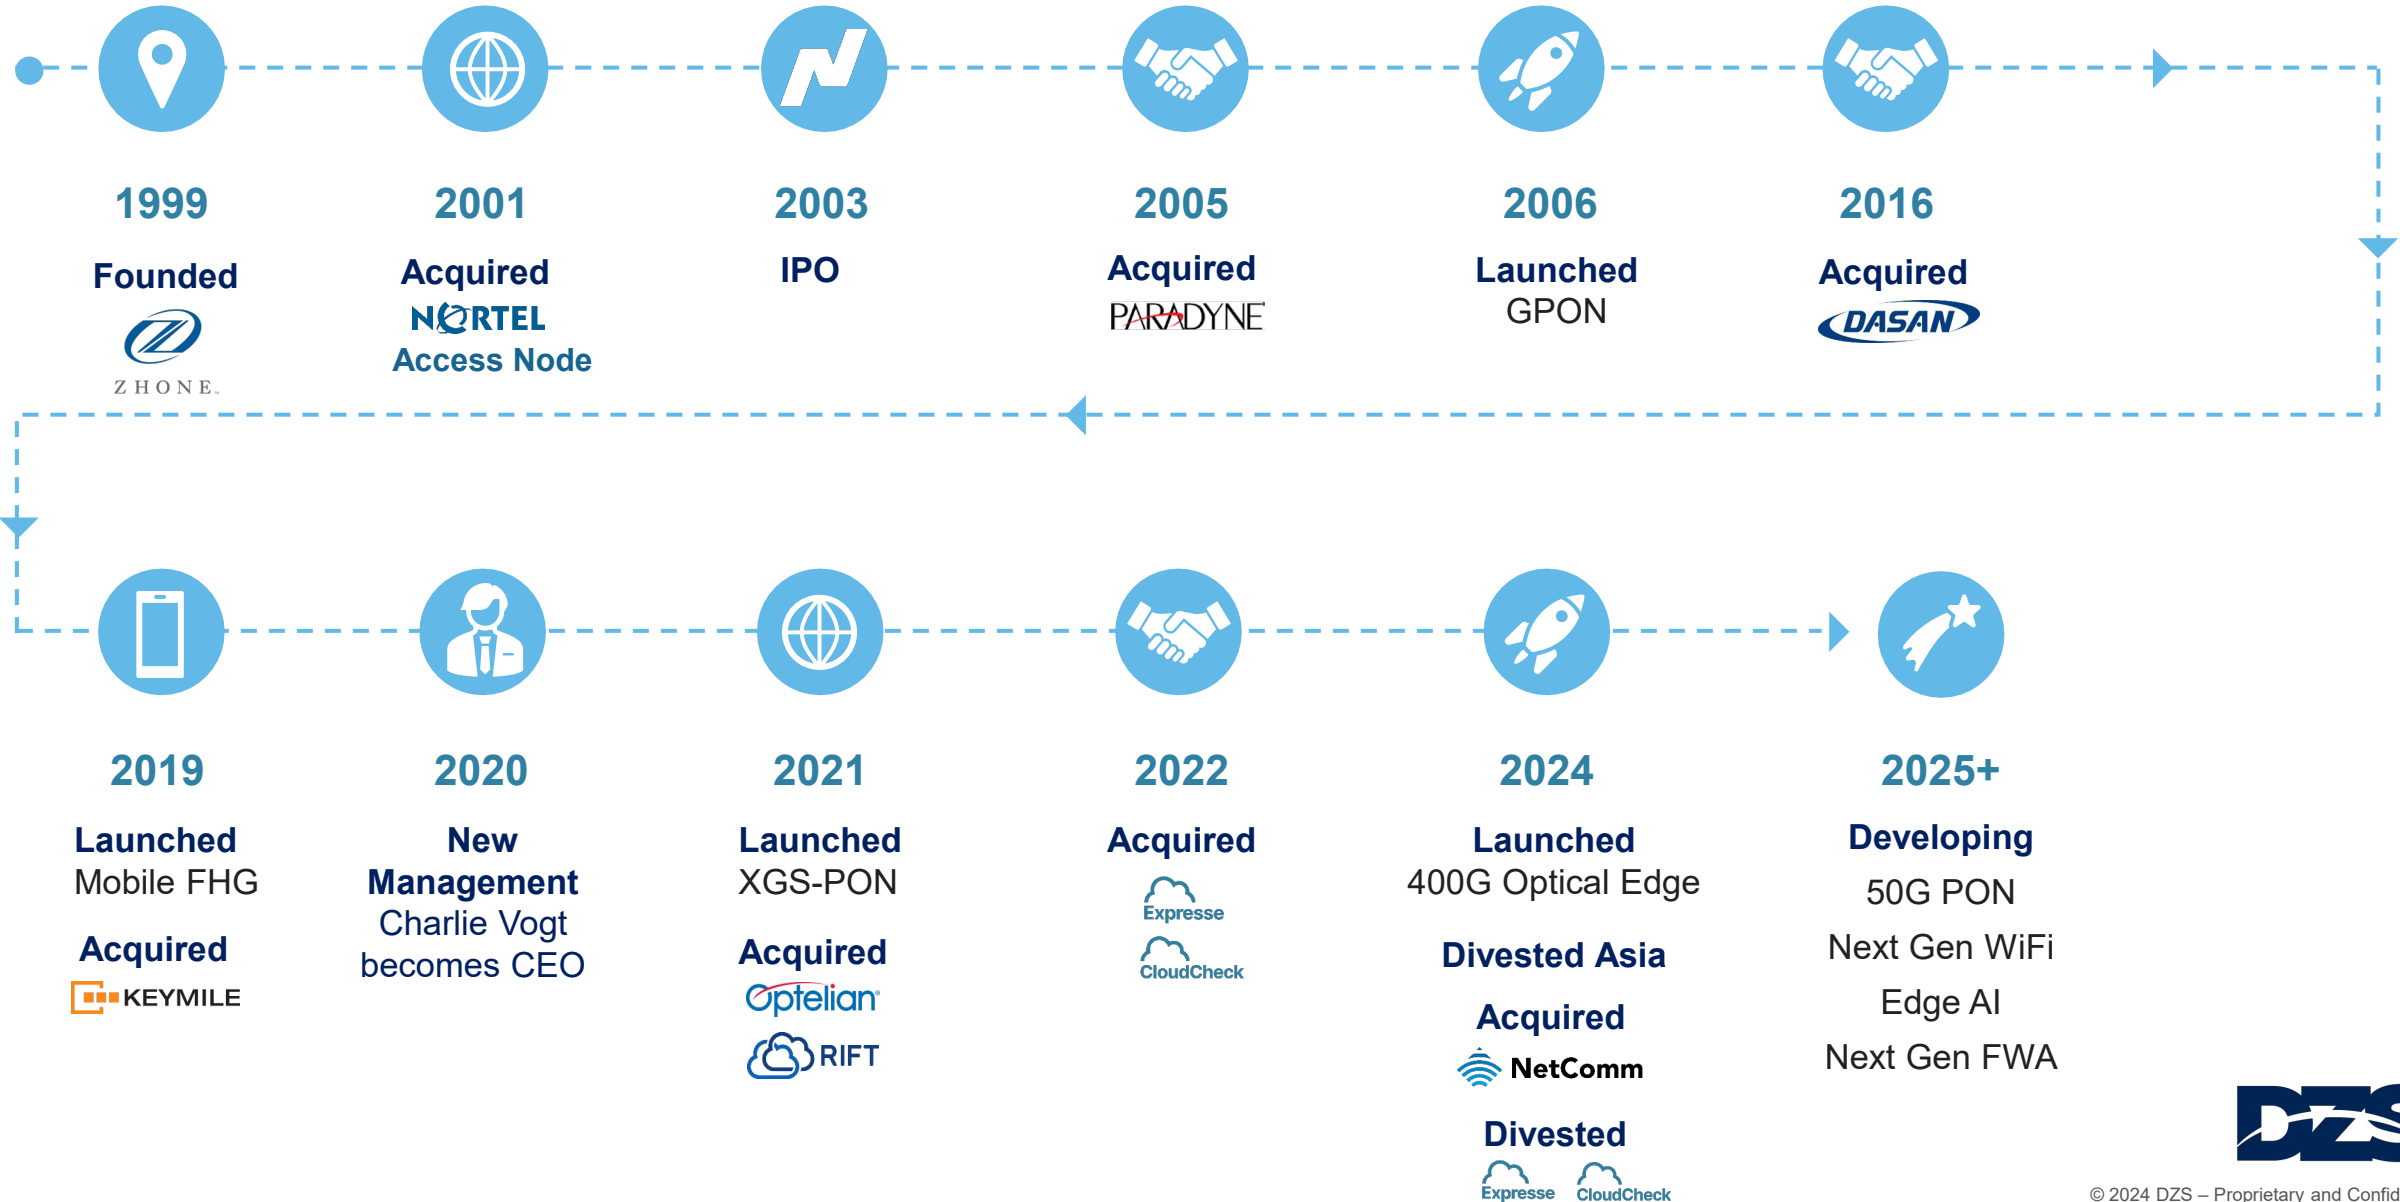 1999
Founded
ZHONE
2001
Acquired
NORTEL
Access Node
2003
IPO
2005
Acquired
PARADYNE
2006
Launched
GPON
2016
Acquired
DASAN
2019
Launched
Mobile FHG
Acquired
KEYMILE
2020
New
Management
Charlie Vogt
becomes CEO
2021
Launched
XGS-PON
Acquired
Optelian
RIFT
2022
Acquired
Expresse
CloudCheck
2024
Launched
400G Optical Edge
Divested Asia
Acquired
NetComm
Divested
Expresse CloudCheck
2025+
Developing
50G PON
Next Gen WiFi
Edge AI
Next Gen FWA
DZS
© 2024 DZS – Proprietary and Confid